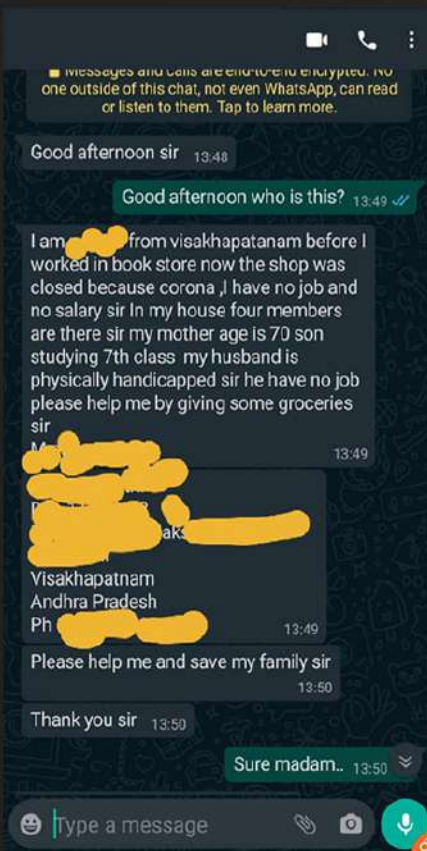 Messages and calls are end-to-end encrypted. No
one outside of this chat, not even WhatsApp, can read
or listen to them. Tap to learn more.
Good afternoon sir 13:48
Good afternoon who is this? 13:49
I am from visakhapatanam before I
worked in book store now the shop was
closed because corona ,I have no job and
no salary sir In my house four members
are there sir my mother age is 70 son
studying 7th class my husband is
physically handicapped sir he have no job
please help me by giving some groceries
sir
13:49
aks
Visakhapatnam
Andhra Pradesh
Ph
13:49
Please help me and save my family sir
13:50
Thank you sir 13:50
Sure madam.. 13:50
Type a message